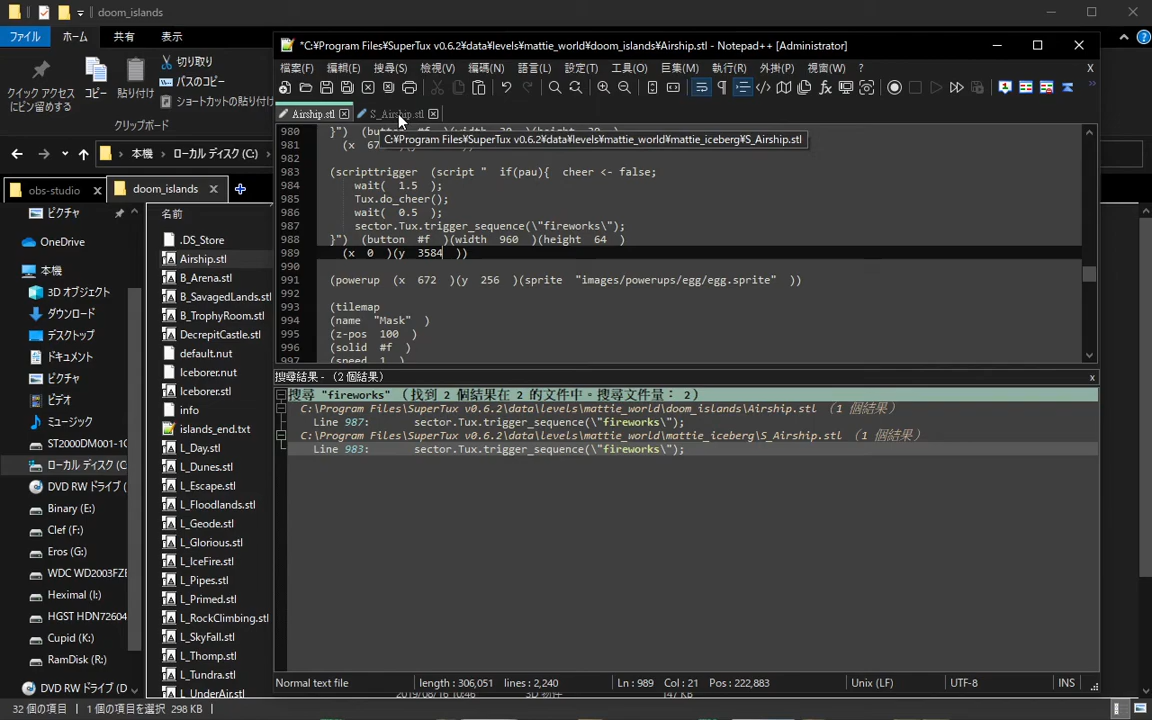 doom_islands
ファイル
ホーム
共有
表示
クイック アクセス
にピン留めする
コピー
貼り付け
切り取り
パスのコピー
ショートカットの貼り付け
クリップボード
本機
ローカル ディスク (C:)
obs-studio
doom_islands
ピクチャ
OneDrive
本機
3D オブジェクト
ダウンロード
デスクトップ
ドキュメント
ピクチャ
ビデオ
ミュージック
ST2000DM001-1C
ローカル ディスク (C
DVD RW ドライブ (
Binary (E:)
Clef (F:)
Eros (G:)
WDC WD2003FZE
Heximal (I:)
HGST HDN72604
Cupid (K:)
RamDisk (R:)
DVD RW ドライブ (D
名前
.DS_Store
Airship.stl
B_Arena.stl
B_SavagedLands.stl
B_TrophyRoom.stl
DecrepitCastle.stl
default.nut
Iceborer.nut
Iceborer.stl
info
islands_end.txt
L_Day.stl
L_Dunes.stl
L_Escape.stl
L_Floodlands.stl
L_Geode.stl
L_Glorious.stl
L_IceFire.stl
L_Pipes.stl
L_Primed.stl
L_RockClimbing.stl
L_SkyFall.stl
L_Thomp.stl
L_Tundra.stl
L_UnderAir.stl
32 個の項目
1 個の項目を選択 298 KB
*C:¥Program Files¥SuperTux v0.6.2¥data¥levels¥mattie_world¥doom_islands¥Airship.stl - Notepad++ [Administrator]
檔案(F) 編輯(E) 搜尋(S) 檢視(V) 編碼(N) 語言(L) 設定(T) 工具(O) 巨集(M) 執行(R) 外掛(P) 視窗(W) ? X
Airship.stl
S_Airship.stl
C:¥Program Files¥SuperTux v0.6.2¥data¥levels¥mattie_world¥mattie_iceberg¥S_Airship.stl
980 }")
981 (x
982
983 (scripttrigger (script " if(pau){ cheer <- false;
984 wait( 1.5 );
985 Tux.do_cheer();
986 wait( 0.5 );
987 sector.Tux.trigger_sequence(\"fireworks\");
988 }") (button #f )(width 960 )(height 64 )
989 (x 0 )(y 3584 ))
990
991 (powerup (x 672 )(y 256 )(sprite "images/powerups/egg/egg.sprite" ))
992
993 (tilemap
994 (name "Mask" )
995 (z-pos 100 )
996 (solid #f )
997 (speed 1 )
搜尋結果 - (2 個結果)
x
搜尋 "fireworks" (找到 2 個結果在 2 的文件中。搜尋文件量: 2)
C:\Program Files\SuperTux v0.6.2\data\levels\mattie_world\doom_islands\Airship.stl (1 個結果)
Line 987: sector.Tux.trigger_sequence(\"fireworks\");
C:\Program Files\SuperTux v0.6.2\data\levels\mattie_world\mattie_iceberg\S_Airship.stl (1 個結果)
Line 983: sector.Tux.trigger_sequence(\"fireworks\");
Normal text file
length : 306,051 lines : 2,240
Ln : 989 Col : 21 Pos : 222,883
Unix (LF)
UTF-8
INS